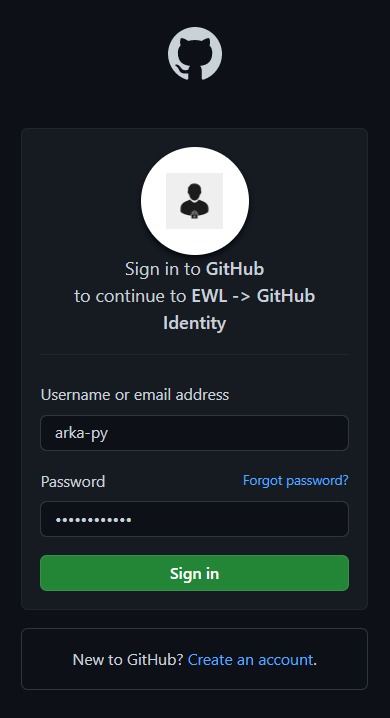 Sign in to GitHub
to continue to EWL -> GitHub
Identity
Username or email address
arka-py
Password Forgot password?
••••••••••••
Sign in
New to GitHub? Create an account.